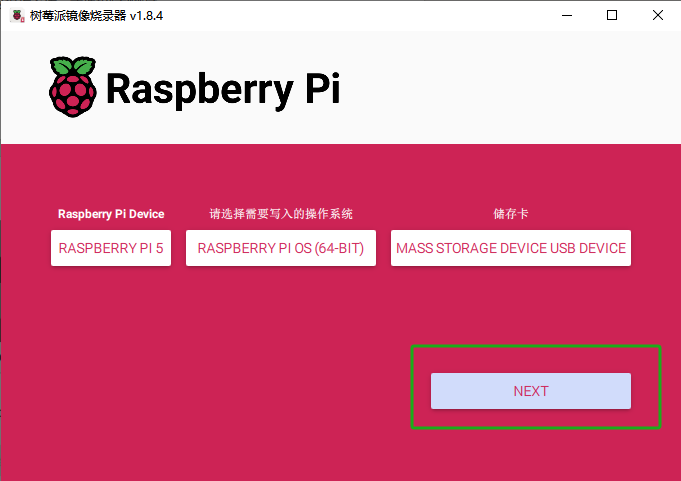 树莓派镜像烧录器 v1.8.4
Raspberry Pi
Raspberry Pi Device
请选择需要写入的操作系统
储存卡
RASPBERRY PI 5
RASPBERRY PI OS (64-BIT)
MASS STORAGE DEVICE USB DEVICE
NEXT